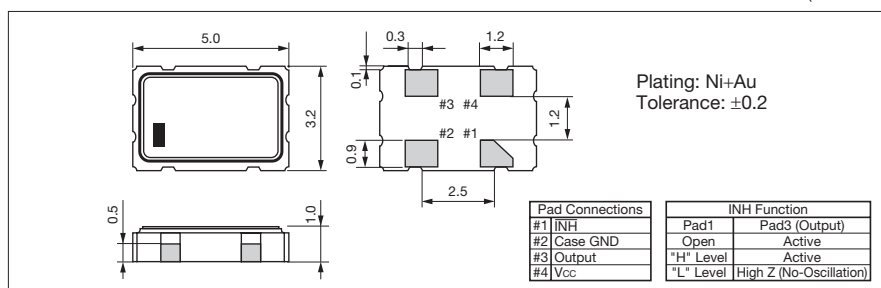 5.0
3.2
0.5
1.0
0.3
1.2
0.1
#3 #4
#2 #1
1.2
0.9
2.5
Plating: Ni+Au
Tolerance: ±0.2
Pad Connections
#1 I̅N̅H̅
#2 Case GND
#3 Output
#4 Vcc
INH Function
Pad1 Pad3 (Output)
Open Active
"H" Level Active
"L" Level High Z (No-Oscillation)